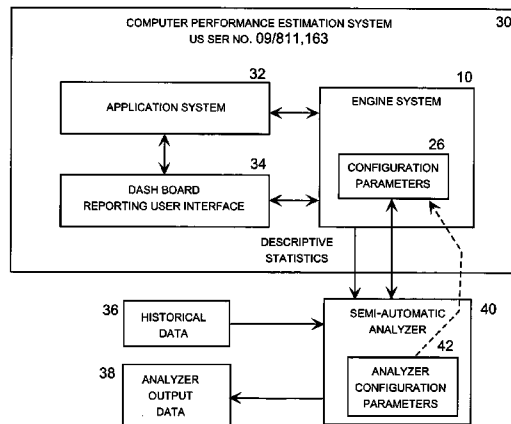 COMPUTER PERFORMANCE ESTIMATION SYSTEM
US SER NO. 09/811,163
30
32
APPLICATION SYSTEM
10
ENGINE SYSTEM
26
CONFIGURATION
PARAMETERS
34
DASH BOARD
REPORTING USER INTERFACE
DESCRIPTIVE
STATISTICS
36
HISTORICAL
DATA
40
SEMI-AUTOMATIC
ANALYZER
42
ANALYZER
CONFIGURATION
PARAMETERS
38
ANALYZER
OUTPUT
DATA